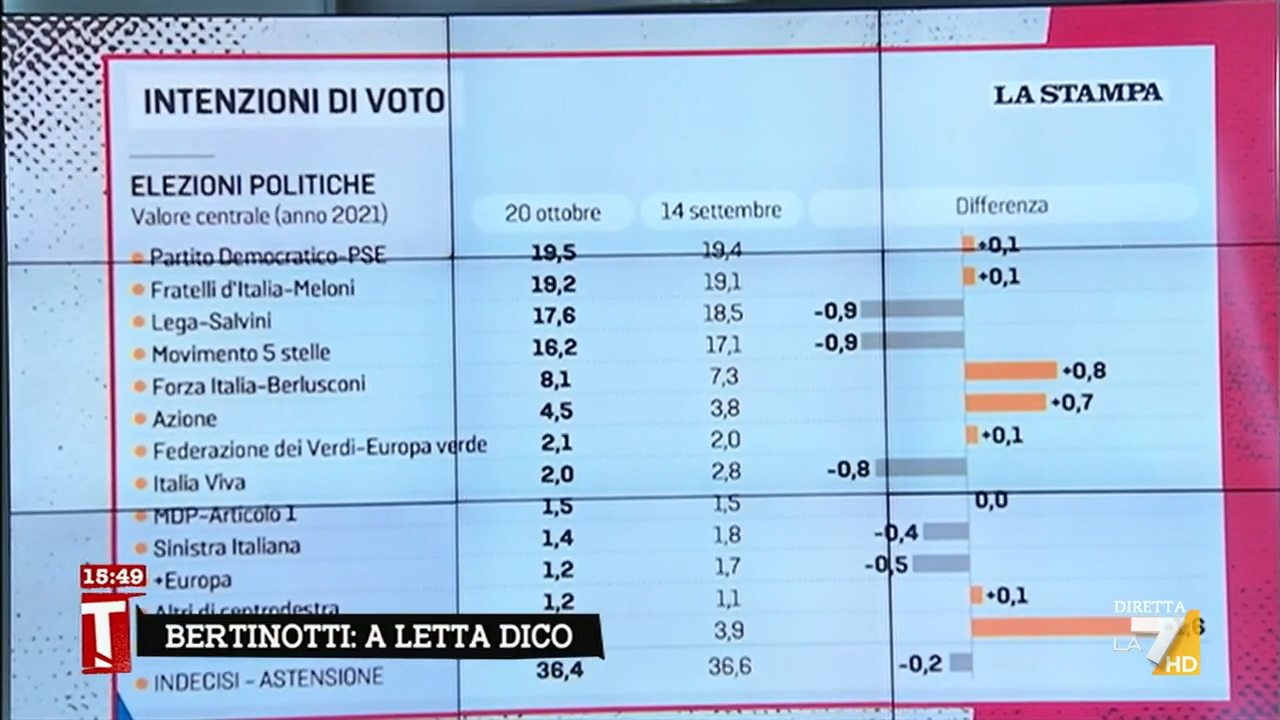 INTENZIONI DI VOTO
LA STAMPA
ELEZIONI POLITICHE
Valore centrale (anno 2021) 20 ottobre 14 settembre Differenza
Partito Democratico-PSE 19,5 19,4 +0,1
Fratelli d'Italia-Meloni 19,2 19,1 +0,1
Lega-Salvini 17,6 18,5 -0,9
Movimento 5 stelle 16,2 17,1 -0,9
Forza Italia-Berlusconi 8,1 7,3 +0,8
Azione 4,5 3,8 +0,7
Federazione dei Verdi-Europa verde 2,1 2,0 +0,1
Italia Viva 2,0 2,8 -0,8
MDP-Articolo 1 1,5 1,5 0,0
Sinistra Italiana 1,4 1,8 -0,4
+Europa 1,2 1,7 -0,5
Altri di centrodestra 1,2 1,1 +0,1
3,9
INDECISI - ASTENSIONE 36,4 36,6 -0,2
15:49
T
BERTINOTTI: A LETTA DICO
DIRETTA
LA 7
HD